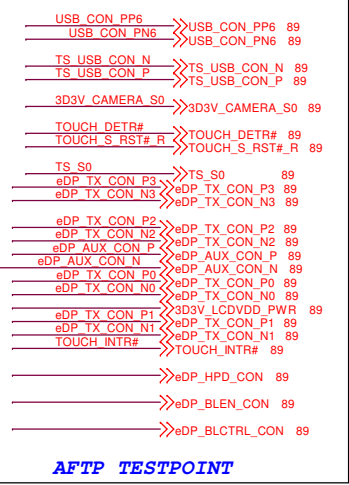 USB_CON_PP6 USB_CON_PP6 89
USB_CON_PN6 USB_CON_PN6 89
TS_USB_CON_N TS_USB_CON_N 89
TS_USB_CON_P TS_USB_CON_P 89
3D3V_CAMERA_S0 3D3V_CAMERA_S0 89
TOUCH_DETR# TOUCH_DETR# 89
TOUCH_S_RST#_R TOUCH_S_RST#_R 89
TS_S0 TS_S0 89
eDP_TX_CON_P3 eDP_TX_CON_P3 89
eDP_TX_CON_N3 eDP_TX_CON_N3 89
eDP_TX_CON_P2 eDP_TX_CON_P2 89
eDP_TX_CON_N2 eDP_TX_CON_N2 89
eDP_AUX_CON_P eDP_AUX_CON_P 89
eDP_AUX_CON_N eDP_AUX_CON_N 89
eDP_TX_CON_P0 eDP_TX_CON_P0 89
eDP_TX_CON_N0 eDP_TX_CON_N0 89
3D3V_LCDVDD_PWR 89
eDP_TX_CON_P1 eDP_TX_CON_P1 89
eDP_TX_CON_N1 eDP_TX_CON_N1 89
TOUCH_INTR# TOUCH_INTR# 89
eDP_HPD_CON 89
eDP_BLEN_CON 89
eDP_BLCTRL_CON 89
AFTP TESTPOINT